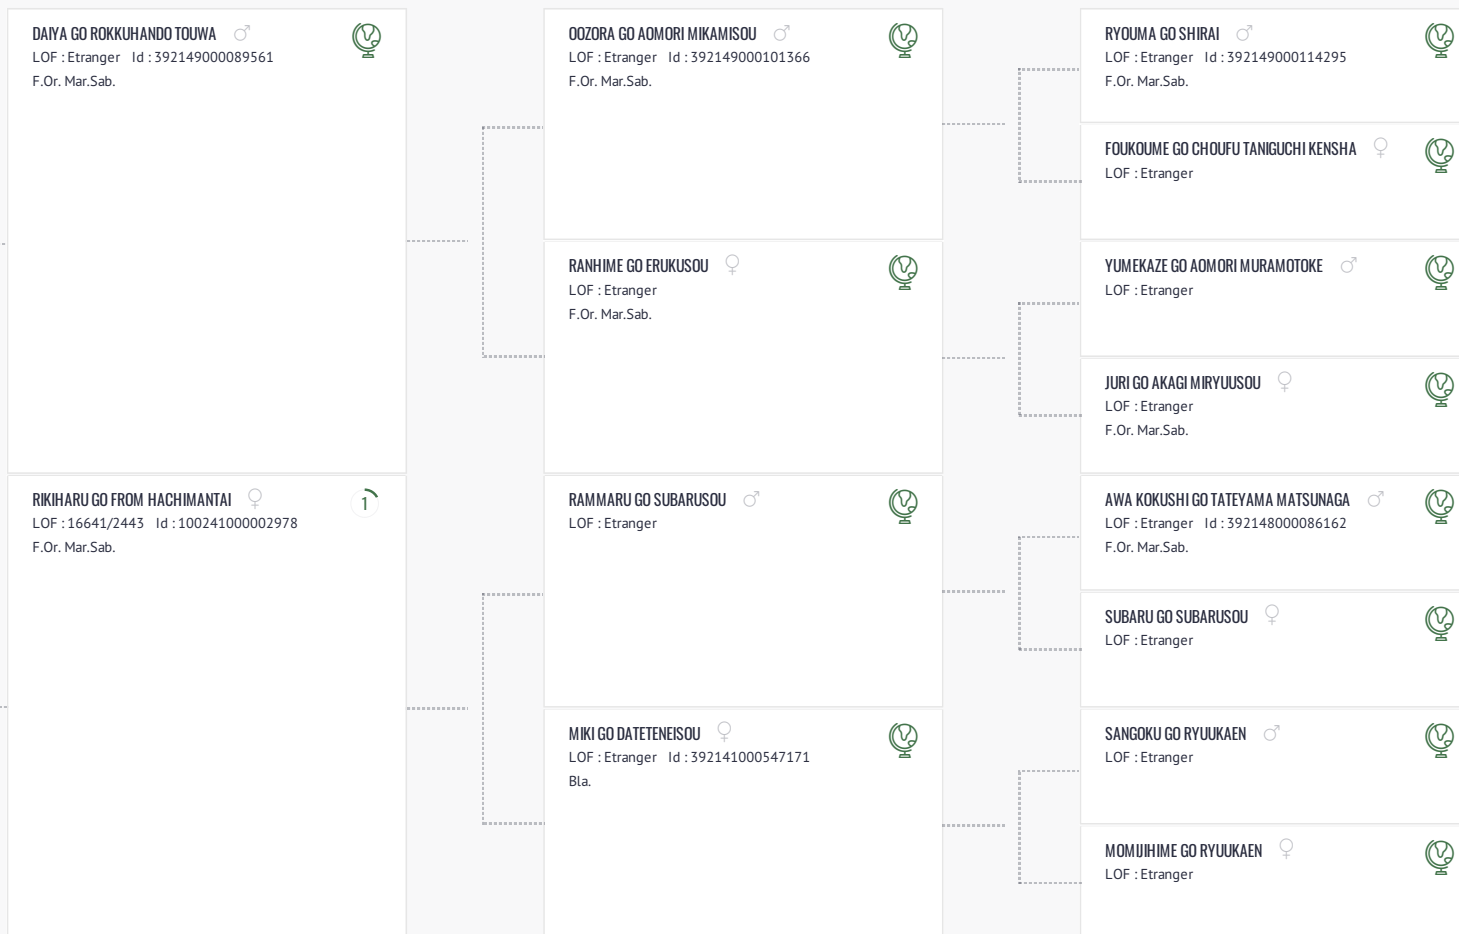 DAIYA GO ROKKUHANDO TOUWA
LOF : Etranger Id : 392149000089561
F.Or. Mar.Sab.
RIKIHARU GO FROM HACHIMANTAI
1
LOF : 16641/2443 Id : 100241000002978
F.Or. Mar.Sab.
OOZORA GO AOMORI MIKAMISOU
LOF : Etranger Id : 392149000101366
F.Or. Mar.Sab.
RANHIME GO ERUKUSOU
LOF : Etranger
F.Or. Mar.Sab.
RAMMARU GO SUBARUSOU
LOF : Etranger
MIKI GO DATETENEISOU
LOF : Etranger Id : 392141000547171
Bla.
RYOUMA GO SHIRAI
LOF : Etranger Id : 392149000114295
F.Or. Mar.Sab.
FOUKOUME GO CHOUFU TANIGUCHI KENSHA
LOF : Etranger
YUMEKAZE GO AOMORI MURAMOTOKE
LOF : Etranger
JURI GO AKAGI MIRYUUSOU
LOF : Etranger
F.Or. Mar.Sab.
AWA KOKUSHI GO TATEYAMA MATSUNAGA
LOF : Etranger Id : 392148000086162
F.Or. Mar.Sab.
SUBARU GO SUBARUSOU
LOF : Etranger
SANGOKU GO RYUUKAEN
LOF : Etranger
MOMIJIHIME GO RYUUKAEN
LOF : Etranger